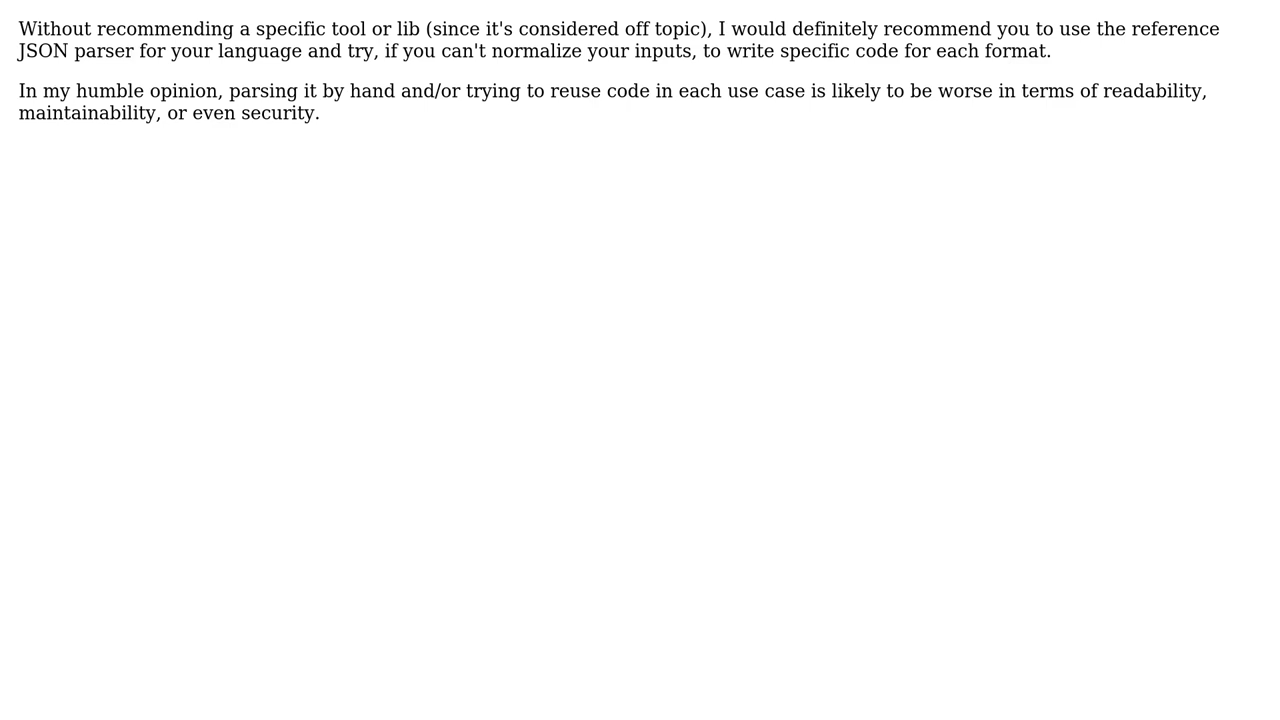 Without recommending a specific tool or lib (since it's considered off topic), I would definitely recommend you to use the reference
JSON parser for your language and try, if you can't normalize your inputs, to write specific code for each format.
In my humble opinion, parsing it by hand and/or trying to reuse code in each use case is likely to be worse in terms of readability,
maintainability, or even security.